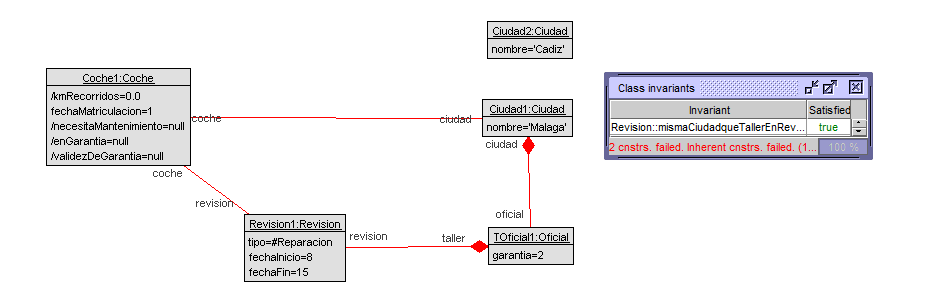 Ciudad2:Ciudad
nombre='Cadiz'
Coche1:Coche
/kmRecorridos=0.0
fechaMatriculacion=1
/necesitaMantenimiento=null
/enGarantia=null
/validezDeGarantia=null
coche
ciudad
Ciudad1:Ciudad
nombre='Malaga'
ciudad
Class invariants
Invariant Satisfied
Revision::mismaCiudadqueTallerEnRev... true
2 cnstrs. failed. Inherent cnstrs. failed. (1... 100 %
coche
revision
oficial
Revision1:Revision
tipo=#Reparacion
fechaInicio=8
fechaFin=15
revision
taller
TOficial1:Oficial
garantia=2